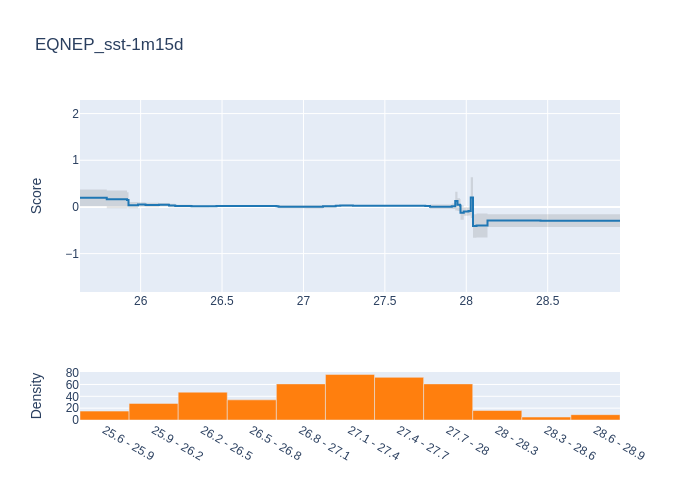 EQNEP_sst-1m15d
Score
2
1
0
−1
26
26.5
27
27.5
28
28.5
Density
80
60
40
20
0
25.6 - 25.9
25.9 - 26.2
26.2 - 26.5
26.5 - 26.8
26.8 - 27.1
27.1 - 27.4
27.4 - 27.7
27.7 - 28
28 - 28.3
28.3 - 28.6
28.6 - 28.9